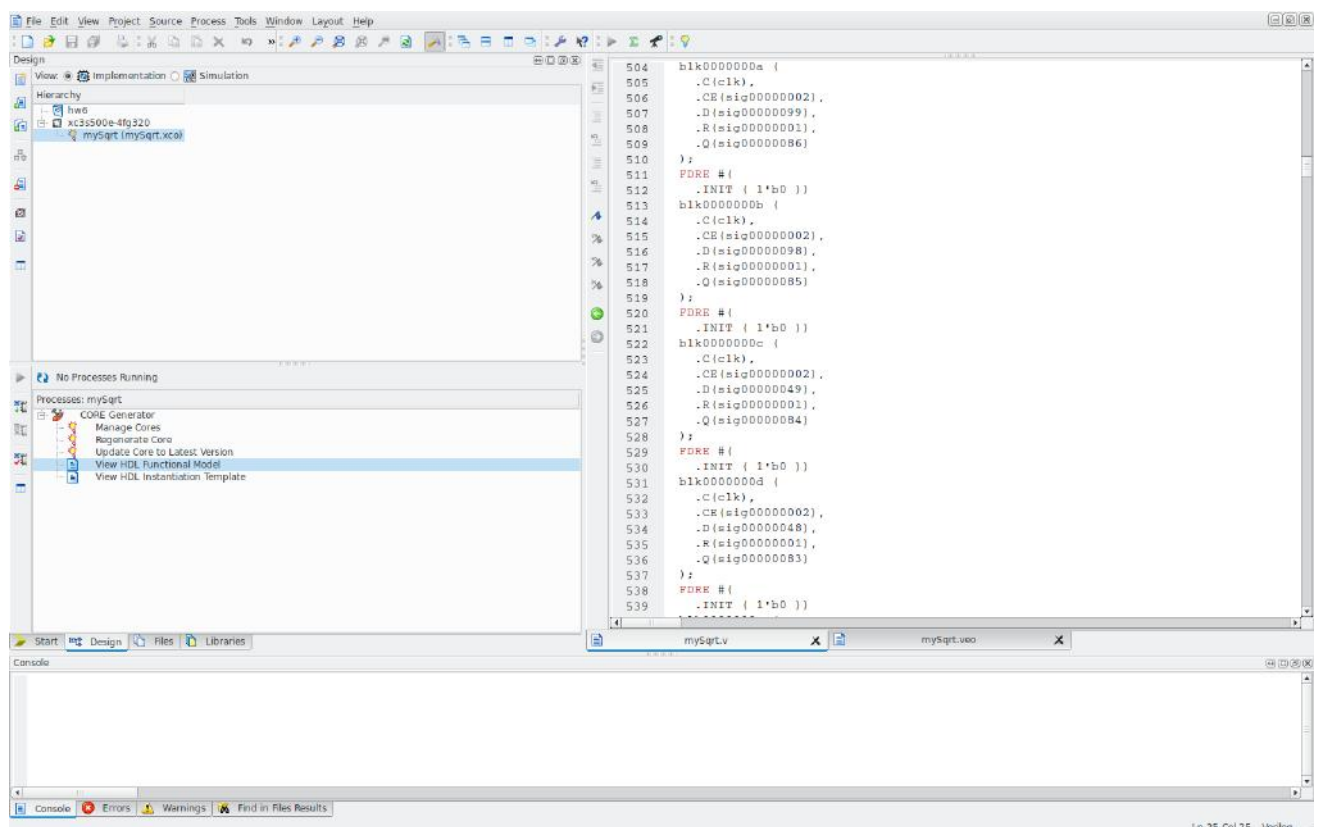 File Edit View Project Source Process Tools Window Layout Help
Design
View: Implementation Simulation
Hierarchy
hw6
xc3s500e-4fg320
mySqrt (mySqrt.xco)
No Processes Running
Processes: mySqrt
CORE Generator
Manage Cores
Regenerate Core
Update Core to Latest Version
View HDL Functional Model
View HDL Instantiation Template
Start Design Files Libraries
504 blk0000000a (
505 .C(clk),
506 .CE(sig00000002),
507 .D(sig00000099),
508 .R(sig00000001),
509 .Q(sig00000086)
510 );
511 FDRE #(
512 .INIT ( 1'b0 ))
513 blk0000000b (
514 .C(clk),
515 .CE(sig00000002),
516 .D(sig00000098),
517 .R(sig00000001),
518 .Q(sig00000085)
519 );
520 FDRE #(
521 .INIT ( 1'b0 ))
522 blk0000000c (
523 .C(clk),
524 .CE(sig00000002),
525 .D(sig00000049),
526 .R(sig00000001),
527 .Q(sig00000084)
528 );
529 FDRE #(
530 .INIT ( 1'b0 ))
531 blk0000000d (
532 .C(clk),
533 .CE(sig00000002),
534 .D(sig00000048),
535 .R(sig00000001),
536 .Q(sig00000083)
537 );
538 FDRE #(
539 .INIT ( 1'b0 ))
mySqrt.v mySqrt.veo
Console
Console Errors Warnings Find in Files Results